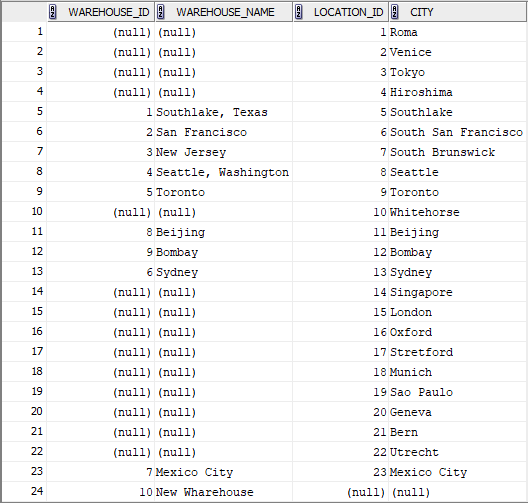 WAREHOUSE_ID WAREHOUSE_NAME LOCATION_ID CITY
1 (null) (null) 1 Roma
2 (null) (null) 2 Venice
3 (null) (null) 3 Tokyo
4 (null) (null) 4 Hiroshima
5 1 Southlake, Texas 5 Southlake
6 2 San Francisco 6 South San Francisco
7 3 New Jersey 7 South Brunswick
8 4 Seattle, Washington 8 Seattle
9 5 Toronto 9 Toronto
10 (null) (null) 10 Whitehorse
11 8 Beijing 11 Beijing
12 9 Bombay 12 Bombay
13 6 Sydney 13 Sydney
14 (null) (null) 14 Singapore
15 (null) (null) 15 London
16 (null) (null) 16 Oxford
17 (null) (null) 17 Stretford
18 (null) (null) 18 Munich
19 (null) (null) 19 Sao Paulo
20 (null) (null) 20 Geneva
21 (null) (null) 21 Bern
22 (null) (null) 22 Utrecht
23 7 Mexico City 23 Mexico City
24 10 New Wharehouse (null) (null)